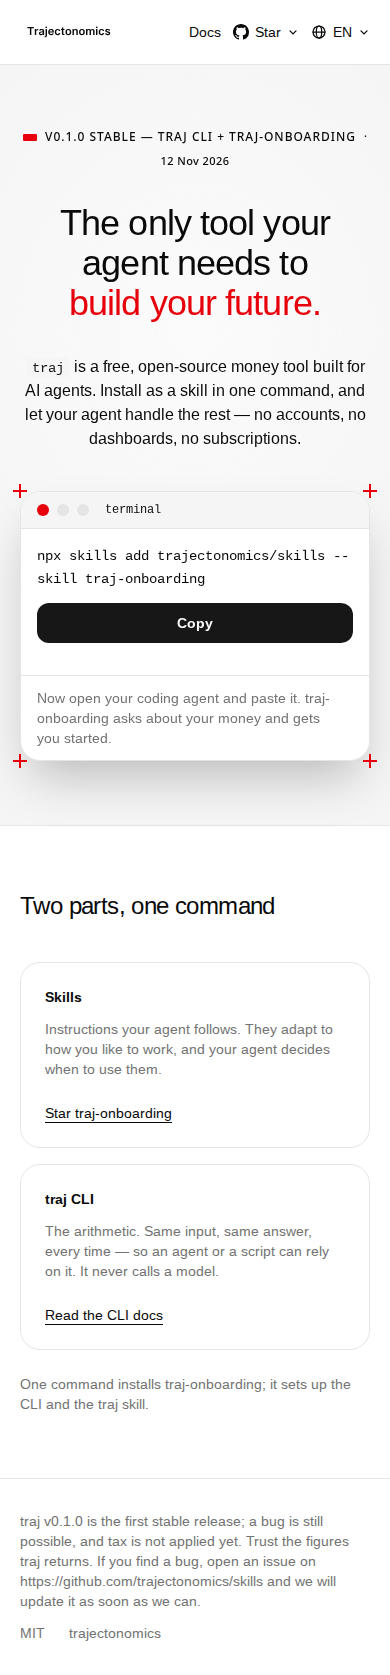 Trajectonomics
Docs
Star
EN
V0.1.0 STABLE — TRAJ CLI + TRAJ-ONBOARDING ·
12 Nov 2026
The only tool your
agent needs to
build your future.
traj is a free, open-source money tool built for
AI agents. Install as a skill in one command, and
let your agent handle the rest — no accounts, no
dashboards, no subscriptions.
terminal
npx skills add trajectonomics/skills --
skill traj-onboarding
Copy
Now open your coding agent and paste it. traj-
onboarding asks about your money and gets
you started.
Two parts, one command
Skills
Instructions your agent follows. They adapt to
how you like to work, and your agent decides
when to use them.
Star traj-onboarding
traj CLI
The arithmetic. Same input, same answer,
every time — so an agent or a script can rely
on it. It never calls a model.
Read the CLI docs
One command installs traj-onboarding; it sets up the
CLI and the traj skill.
traj v0.1.0 is the first stable release; a bug is still
possible, and tax is not applied yet. Trust the figures
traj returns. If you find a bug, open an issue on
https://github.com/trajectonomics/skills and we will
update it as soon as we can.
MIT
trajectonomics